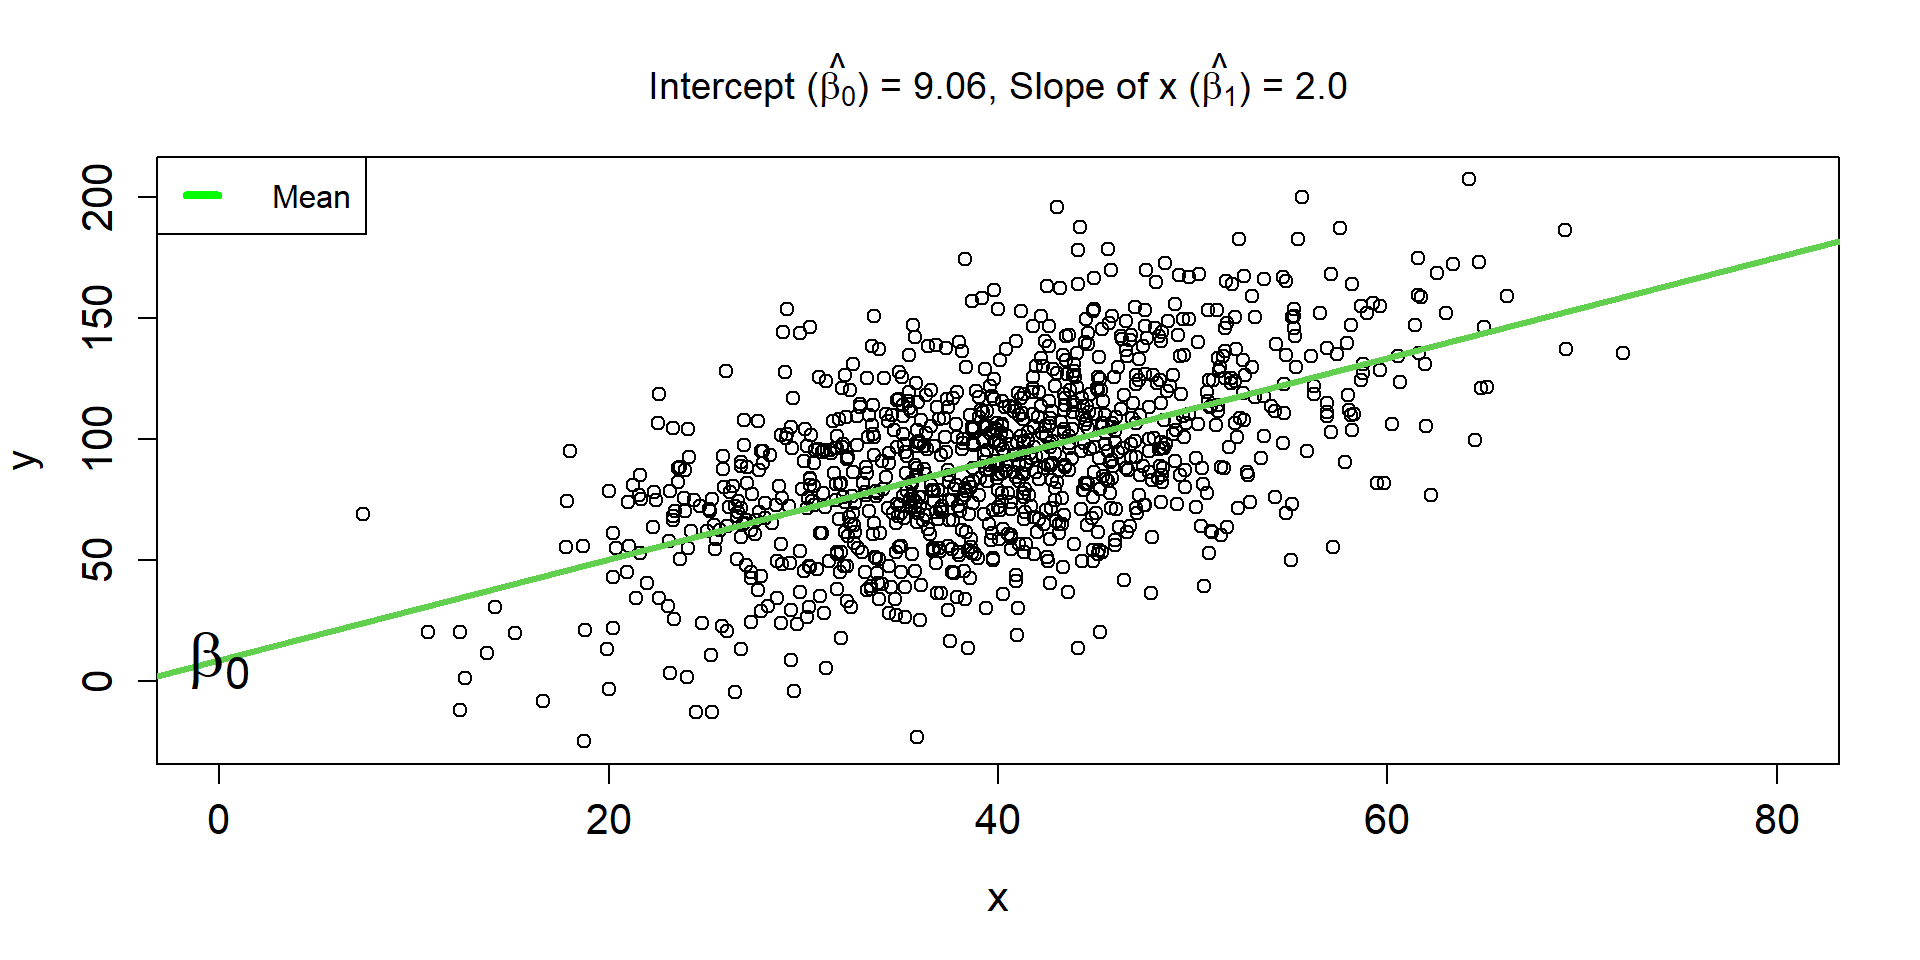 Intercept (β̂₀) = 9.06, Slope of x (β̂₁) = 2.0
Mean
y
200
150
100
50
0
β₀
0 20 40 60 80
x